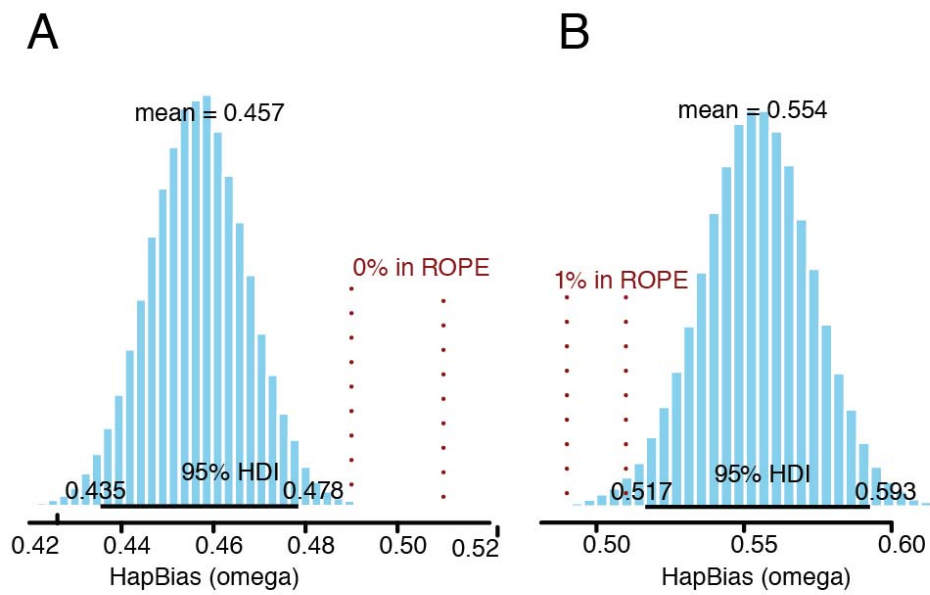 A
mean = 0.457
0% in ROPE
95% HDI
0.435
0.478
0.42
0.44
0.46
0.48
0.50
0.52
HapBias (omega)
B
mean = 0.554
1% in ROPE
95% HDI
0.517
0.593
0.50
0.55
0.60
HapBias (omega)